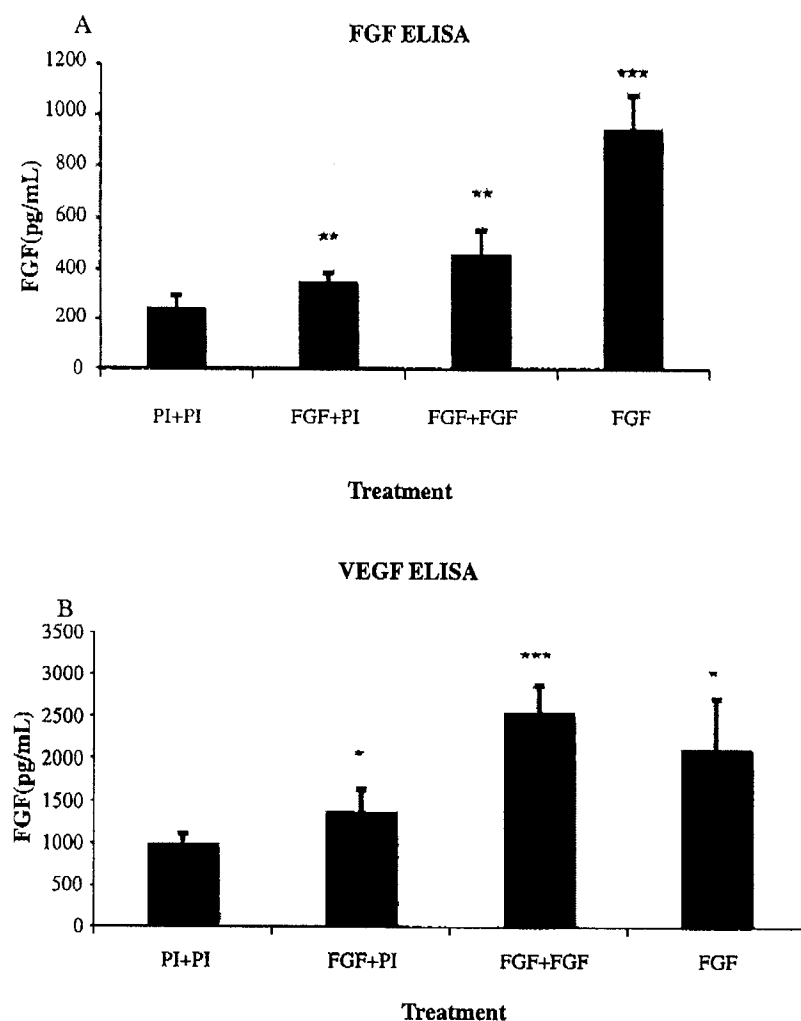 A
FGF ELISA
1200
1000
800
600
400
200
0
FGF(pg/mL)
***
**
**
PI+PI FGF+PI FGF+FGF FGF
Treatment
VEGF ELISA
B
3500
3000
2500
2000
1500
1000
500
0
FGF(pg/mL)
***
*
*
PI+PI FGF+PI FGF+FGF FGF
Treatment